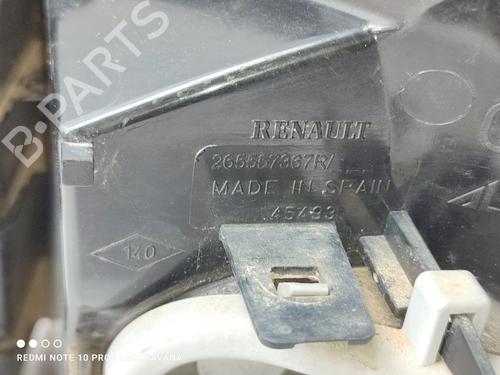 B-PARTS
RENAULT
265557367R/
MADE IN SPAIN
45493
140
REDMI NOTE 10 PRO